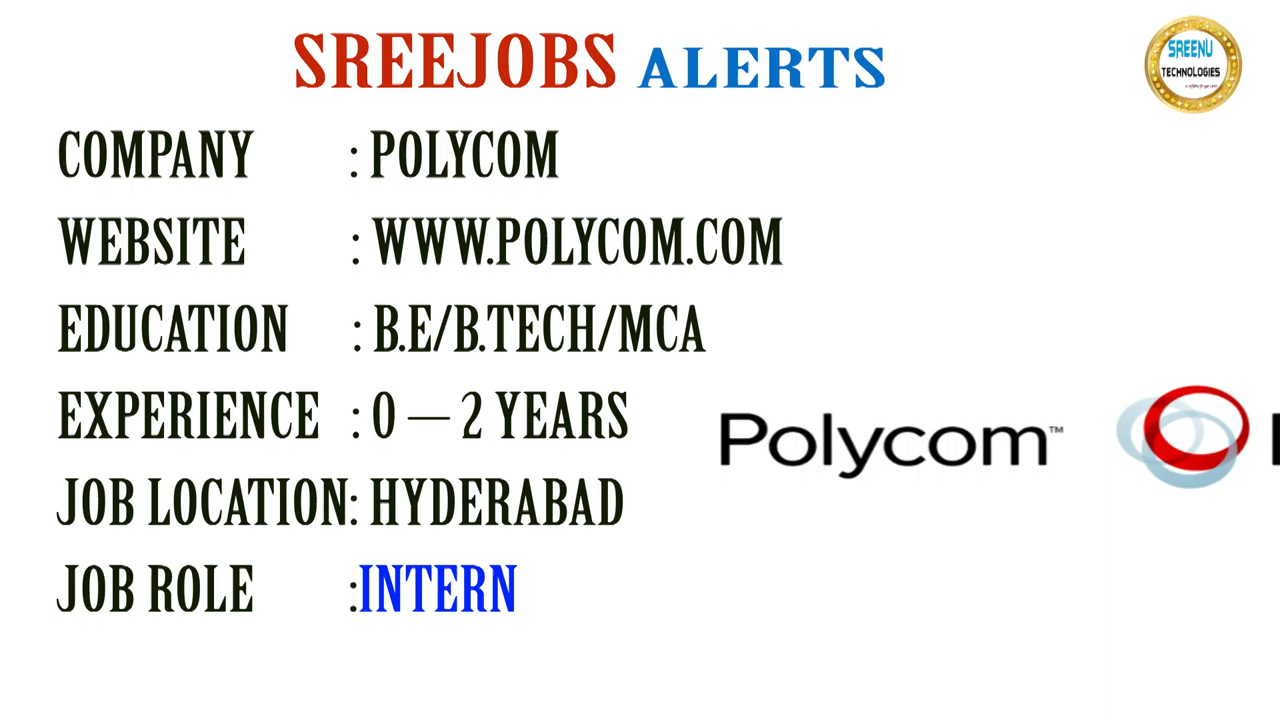 SREEJOBS ALERTS
SREENU
TECHNOLOGIES
COMPANY : POLYCOM
WEBSITE : WWW.POLYCOM.COM
EDUCATION : B.E/B.TECH/MCA
EXPERIENCE : 0 – 2 YEARS
Polycom™
JOB LOCATION: HYDERABAD
JOB ROLE :INTERN